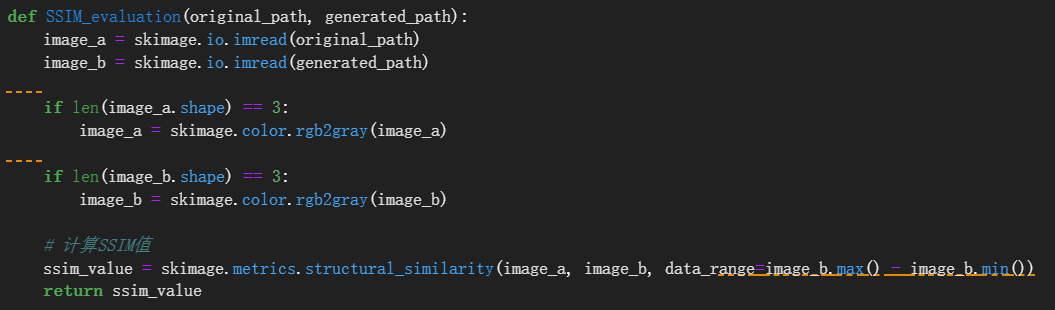 def SSIM_evaluation(original_path, generated_path):
    image_a = skimage.io.imread(original_path)
    image_b = skimage.io.imread(generated_path)
    if len(image_a.shape) == 3:
        image_a = skimage.color.rgb2gray(image_a)
    if len(image_b.shape) == 3:
        image_b = skimage.color.rgb2gray(image_b)
    # 计算SSIM值
    ssim_value = skimage.metrics.structural_similarity(image_a, image_b, data_range=image_b.max() - image_b.min())
    return ssim_value